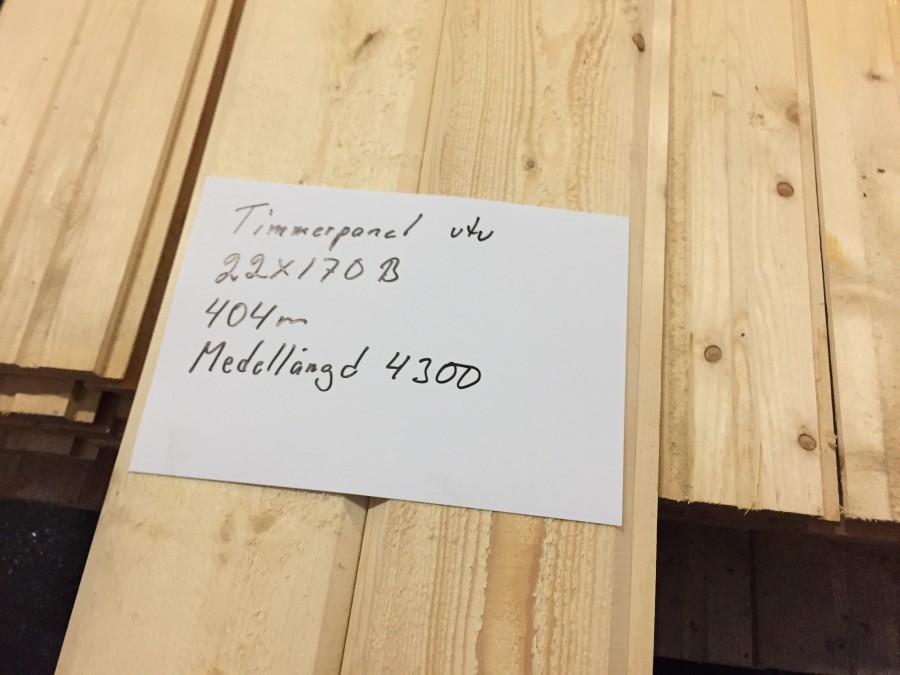 Timmerpanel utv
22x170 B
404m
Medellängd 4300